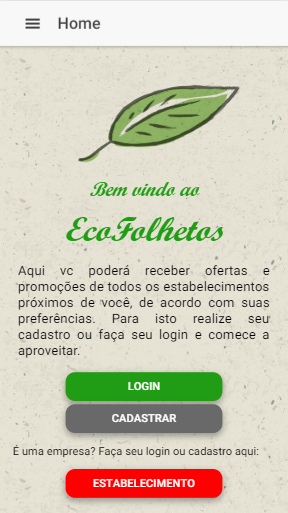 Home
Bem vindo ao
EcoFolhetos
Aqui vc poderá receber ofertas e
promoções de todos os estabelecimentos
próximos de você, de acordo com suas
preferências. Para isto realize seu
cadastro ou faça seu login e comece a
aproveitar.
LOGIN
CADASTRAR
É uma empresa? Faça seu login ou cadastro aqui:
ESTABELECIMENTO